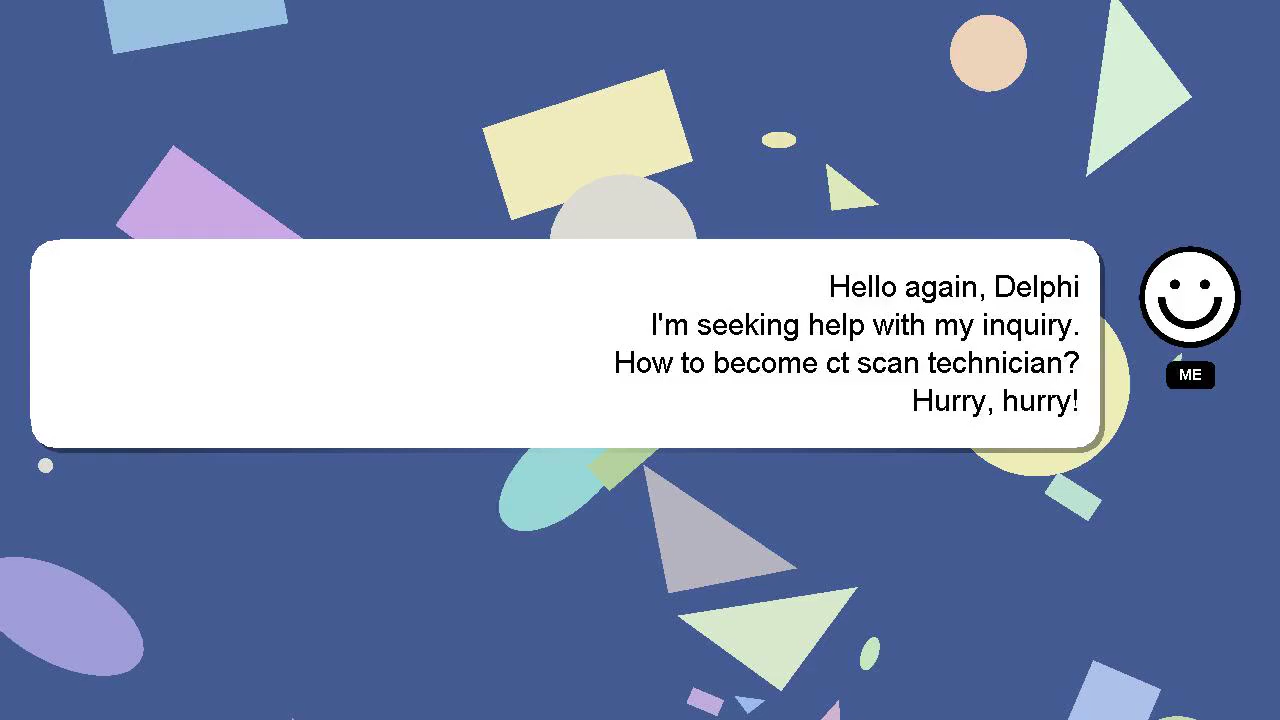 Hello again, Delphi
I'm seeking help with my inquiry.
How to become ct scan technician?
Hurry, hurry!
ME